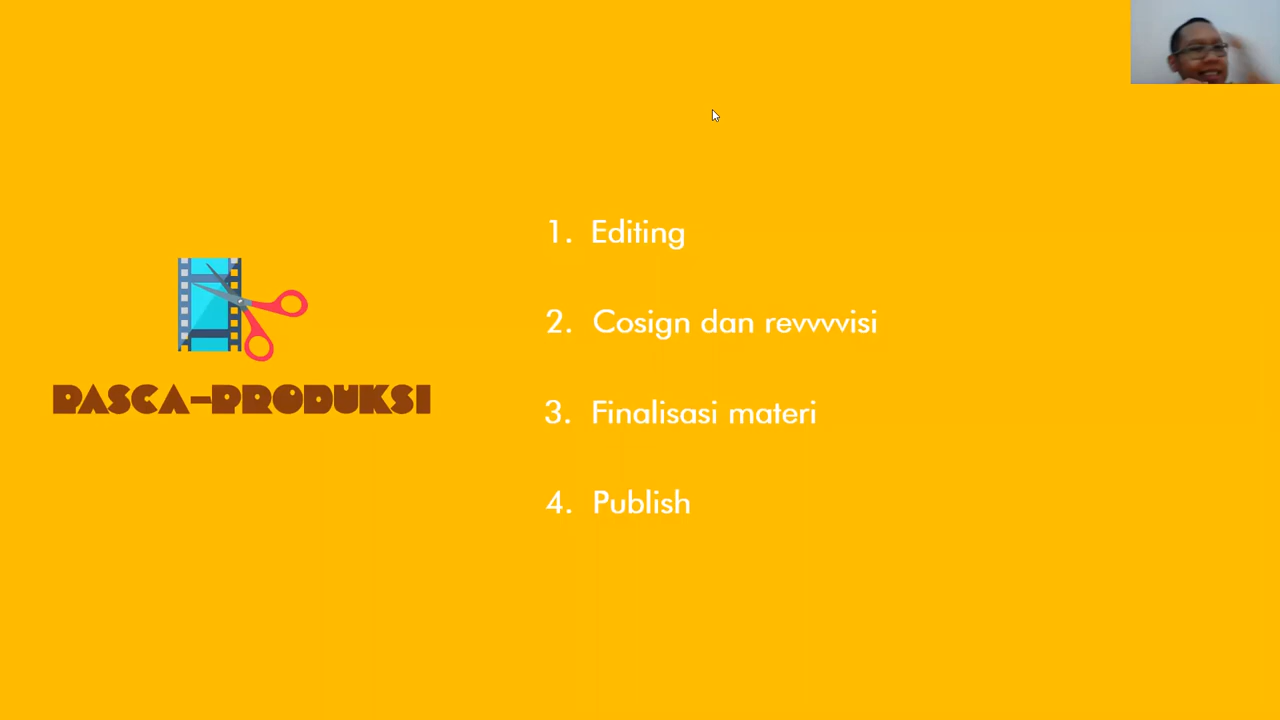 PASCA-PRODUKSI
1. Editing
2. Cosign dan revvvvisi
3. Finalisasi materi
4. Publish